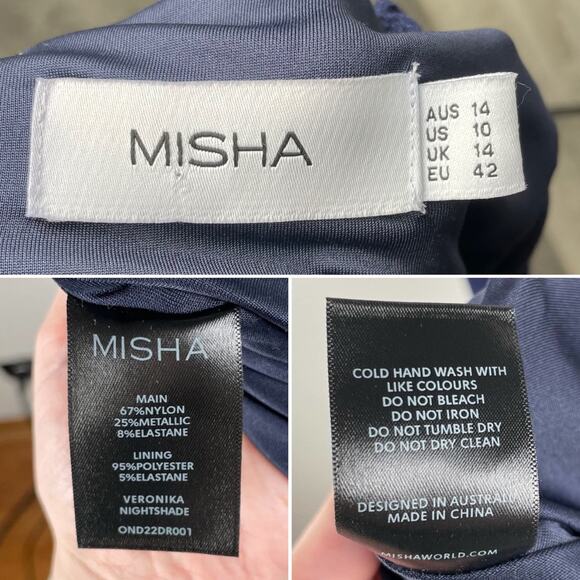 MISHA
AUS 14
US 10
UK 14
EU 42
MISHA
MAIN
67%NYLON
25%METALLIC
8%ELASTANE
LINING
95%POLYESTER
5%ELASTANE
VERONIKA
NIGHTSHADE
OND22DR001
COLD HAND WASH WITH
LIKE COLOURS
DO NOT BLEACH
DO NOT IRON
DO NOT TUMBLE DRY
DO NOT DRY CLEAN
DESIGNED IN AUSTRALI
MADE IN CHINA
MISHAWORLD.COM